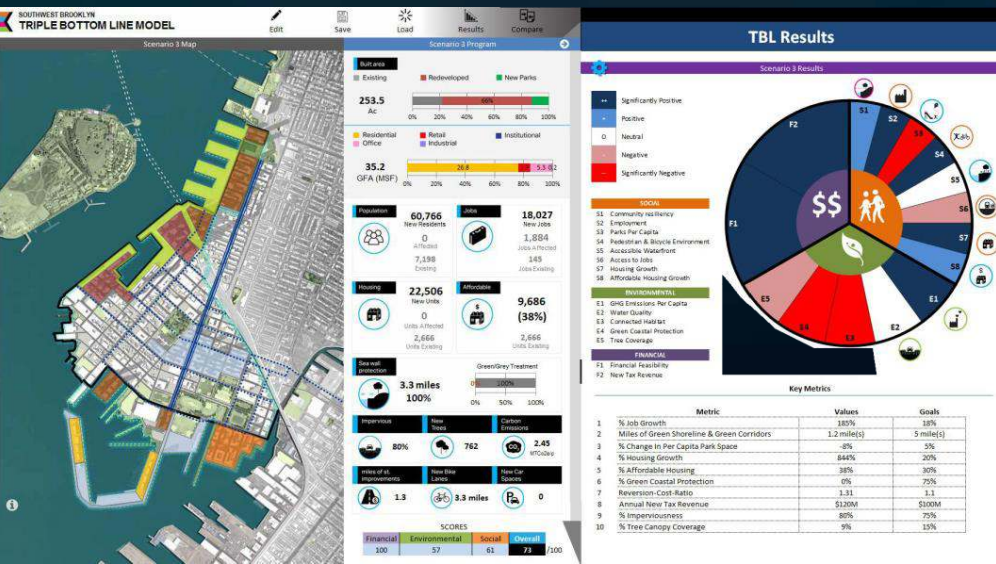 SOUTHWEST BROOKLYN
TRIPLE BOTTOM LINE MODEL
Edit
Save
Load
Results
Compare
Scenario 3 Map
Scenario 3 Program
Built area
Existing
Redeveloped
New Parks
253.5
Ac
66%
0% 20% 40% 60% 80% 100%
Residential
Retail
Institutional
Office
Industrial
35.2
GFA (MSF)
26.8
5.3 0.2
0% 20% 40% 60% 80% 100%
Population
60,766
New Residents
0
Affected
7,198
Existing
Jobs
18,027
New Jobs
1,884
Jobs Affected
145
Jobs Existing
Housing
22,506
New Units
0
Units Affected
2,666
Units Existing
Affordable
9,686
(38%)
2,666
Units Existing
Sea wall
protection
3.3 miles
100%
Green/Grey Treatment
0% 100%
0% 50% 100%
Impervious
80%
New
Trees
762
Carbon
Emissions
2.45
miles of st.
improvements
1.3
New Bike
Lanes
3.3 miles
New Car
Spaces
0
SCORES
Financial Environmental Social Overall
100 57 61 73 /100
TBL Results
Scenario 3 Results
++ Significantly Positive
+ Positive
O Neutral
- Negative
-- Significantly Negative
SOCIAL
S1 Community resiliency
S2 Employment
S3 Parks Per Capita
S4 Pedestrian & Bicycle Environment
S5 Accessible Waterfront
S6 Access to Jobs
S7 Housing Growth
S8 Affordable Housing Growth
ENVIRONMENTAL
E1 GHG Emissions Per Capita
E2 Water Quality
E3 Connected Habitat
E4 Green Coastal Protection
E5 Tree Coverage
FINANCIAL
F1 Financial Feasibility
F2 New Tax Revenue
S1
S2
S3
S4
S5
S6
S7
S8
E1
E2
E3
E4
E5
F1
F2
$$
Key Metrics
Metric Values Goals
1 % Job Growth 185% 18%
2 Miles of Green Shoreline & Green Corridors 1.2 mile(s) 5 mile(s)
3 % Change In Per Capita Park Space -8% 5%
4 % Housing Growth 844% 20%
5 % Affordable Housing 38% 30%
6 % Green Coastal Protection 0% 75%
7 Reversion-Cost-Ratio 1.31 1.1
8 Annual New Tax Revenue $120M $100M
9 % Imperviousness 80% 75%
10 % Tree Canopy Coverage 9% 15%